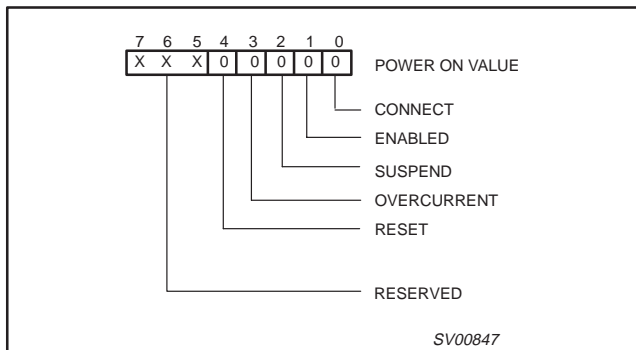 7 6 5 4 3 2 1 0
X X X 0 0 0 0 0 POWER ON VALUE
CONNECT
ENABLED
SUSPEND
OVERCURRENT
RESET
RESERVED
SV00847